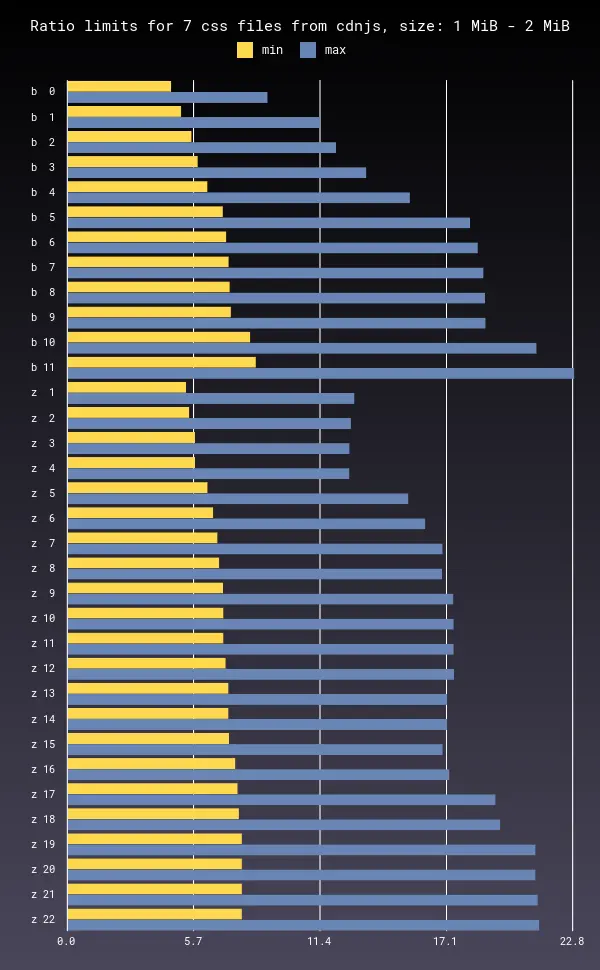 Ratio limits for 7 css files from cdnjs, size: 1 MiB - 2 MiB
min max
b 0
b 1
b 2
b 3
b 4
b 5
b 6
b 7
b 8
b 9
b 10
b 11
z 1
z 2
z 3
z 4
z 5
z 6
z 7
z 8
z 9
z 10
z 11
z 12
z 13
z 14
z 15
z 16
z 17
z 18
z 19
z 20
z 21
z 22
0.0 5.7 11.4 17.1 22.8